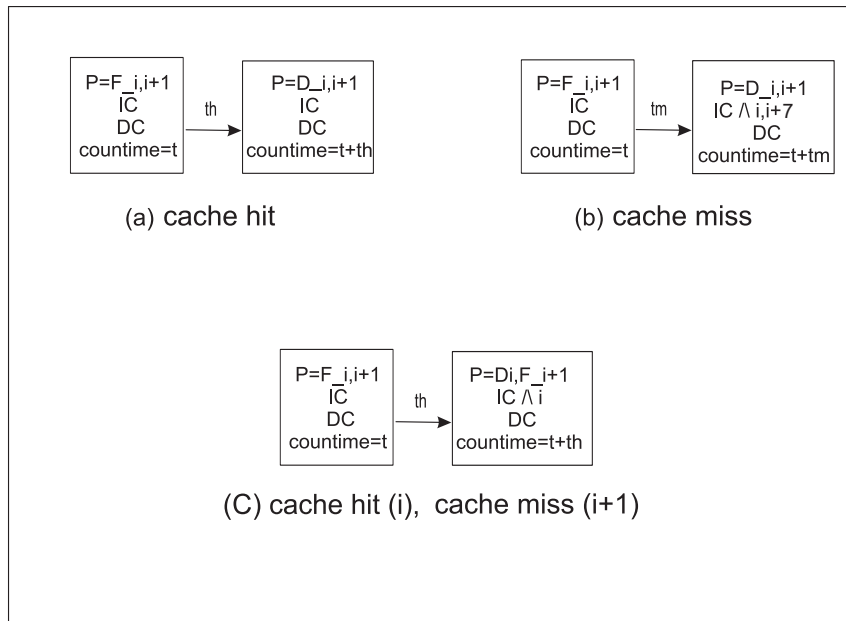 P=F_i,i+1
IC
DC
countime=t
th
P=D_i,i+1
IC
DC
countime=t+th
(a) cache hit
P=F_i,i+1
IC
DC
countime=t
tm
P=D_i,i+1
IC /\ i,i+7
DC
countime=t+tm
(b) cache miss
P=F_i,i+1
IC
DC
countime=t
th
P=Di,F_i+1
IC /\ i
DC
countime=t+th
(C) cache hit (i), cache miss (i+1)